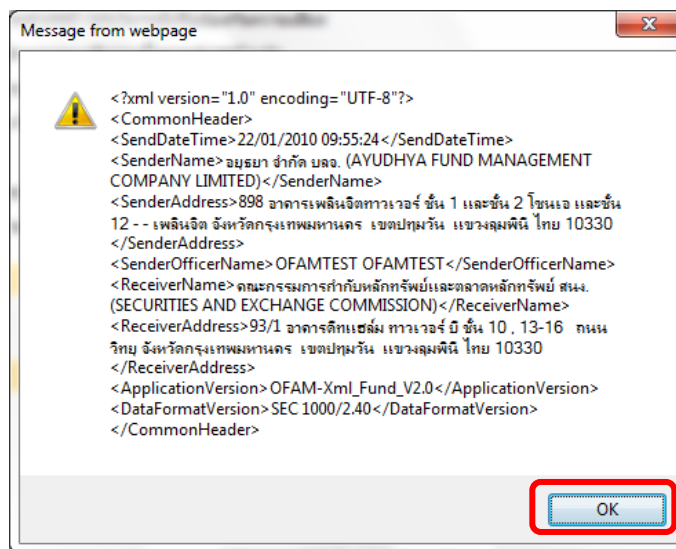 Message from webpage
<?xml version="1.0" encoding="UTF-8"?>
<CommonHeader>
<SendDateTime>22/01/2010 09:55:24</SendDateTime>
<SenderName>อยุธยา จำกัด บลจ. (AYUDHYA FUND MANAGEMENT
COMPANY LIMITED)</SenderName>
<SenderAddress>898 อาคารเพลินจิตทาวเวอร์ ชั้น 1 และชั้น 2 โซนเอ และชั้น
12 - - เพลินจิต จังหวัดกรุงเทพมหานคร เขตปทุมวัน แขวงลุมพินี ไทย 10330
</SenderAddress>
<SenderOfficerName>OFAMTEST OFAMTEST</SenderOfficerName>
<ReceiverName>คณะกรรมการกำกับหลักทรัพย์และตลาดหลักทรัพย์ สนง.
(SECURITIES AND EXCHANGE COMMISSION)</ReceiverName>
<ReceiverAddress>93/1 อาคารดิทแฮล์ม ทาวเวอร์ บี ชั้น 10 , 13-16 ถนน
วิทยุ จังหวัดกรุงเทพมหานคร เขตปทุมวัน แขวงลุมพินี ไทย 10330
</ReceiverAddress>
<ApplicationVersion>OFAM-Xml_Fund_V2.0</ApplicationVersion>
<DataFormatVersion>SEC 1000/2.40</DataFormatVersion>
</CommonHeader>
OK